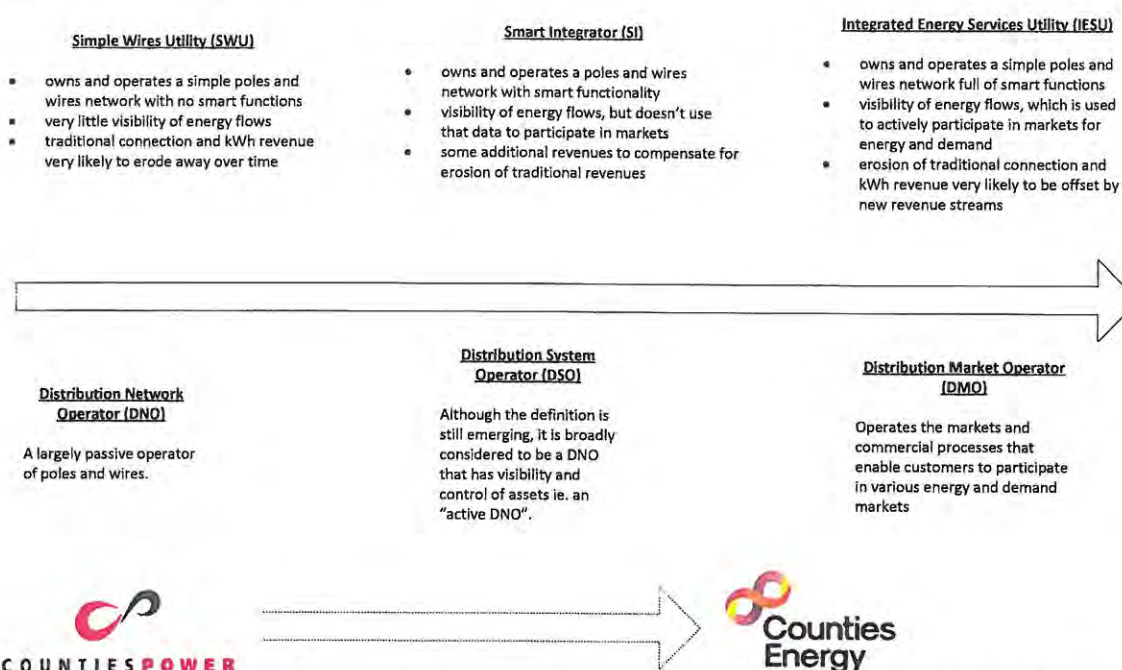 Simple Wires Utility (SWU)
• owns and operates a simple poles and
wires network with no smart functions
• very little visibility of energy flows
• traditional connection and kWh revenue
very likely to erode away over time
Smart Integrator (SI)
• owns and operates a poles and wires
network with smart functionality
• visibility of energy flows, but doesn't use
that data to participate in markets
• some additional revenues to compensate for
erosion of traditional revenues
Integrated Energy Services Utility (IESU)
• owns and operates a simple poles and
wires network full of smart functions
• visibility of energy flows, which is used
to actively participate in markets for
energy and demand
• erosion of traditional connection and
kWh revenue very likely to be offset by
new revenue streams
Distribution Network
Operator (DNO)
A largely passive operator
of poles and wires.
Distribution System
Operator (DSO)
Although the definition is
still emerging, it is broadly
considered to be a DNO
that has visibility and
control of assets ie. an
"active DNO".
Distribution Market Operator
(DMO)
Operates the markets and
commercial processes that
enable customers to participate
in various energy and demand
markets
COUNTIES POWER
Counties
Energy